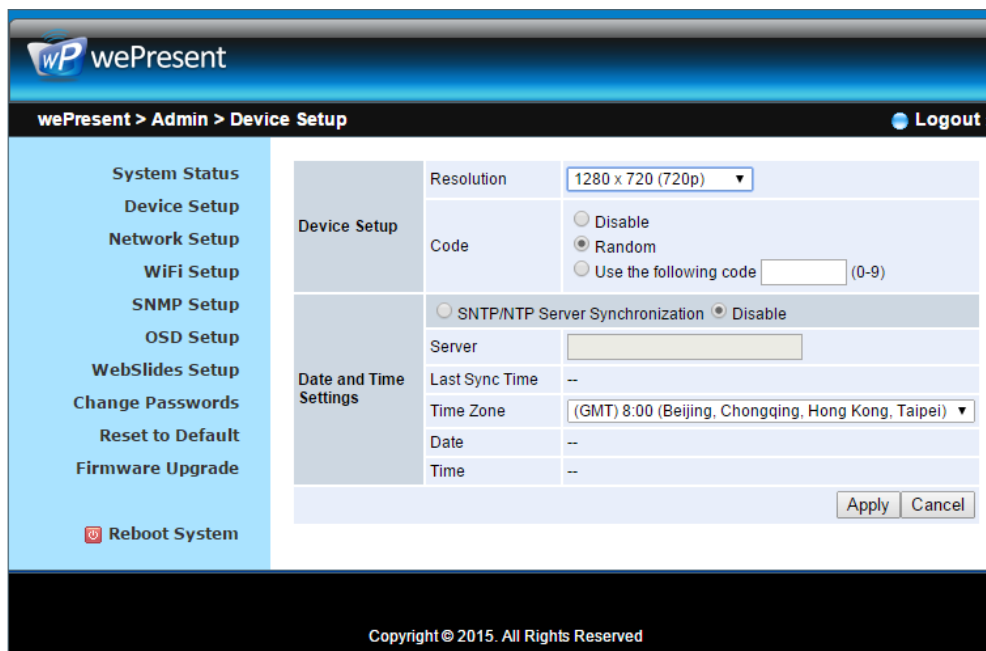 wP wePresent
wePresent > Admin > Device Setup
Logout
System Status
Device Setup
Network Setup
WiFi Setup
SNMP Setup
OSD Setup
WebSlides Setup
Change Passwords
Reset to Default
Firmware Upgrade
Reboot System
Device Setup
Resolution
1280 x 720 (720p)
Code
Disable
Random
Use the following code (0-9)
Date and Time
Settings
SNTP/NTP Server Synchronization Disable
Server
Last Sync Time --
Time Zone (GMT) 8:00 (Beijing, Chongqing, Hong Kong, Taipei)
Date --
Time --
Apply Cancel
Copyright © 2015. All Rights Reserved